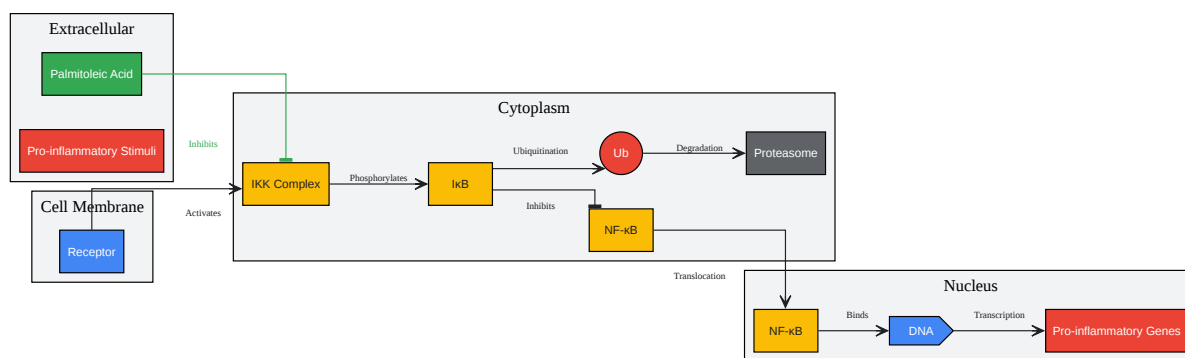 Extracellular
Palmitoleic Acid
Pro-inflammatory Stimuli
Inhibits
Cell Membrane
Receptor
Activates
Cytoplasm
IKK Complex
Phosphorylates
IκB
Ubiquitination
Ub
Degradation
Proteasome
Inhibits
NF-κB
Translocation
Nucleus
NF-κB
Binds
DNA
Transcription
Pro-inflammatory Genes